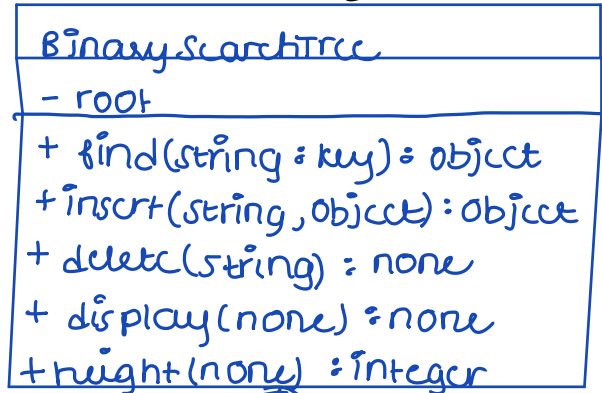 BinarySearchTree
- root
+ find(string : key) : object
+ insert(string, object) : object
+ delete(string) : none
+ display(none) : none
+ height(none) : integer